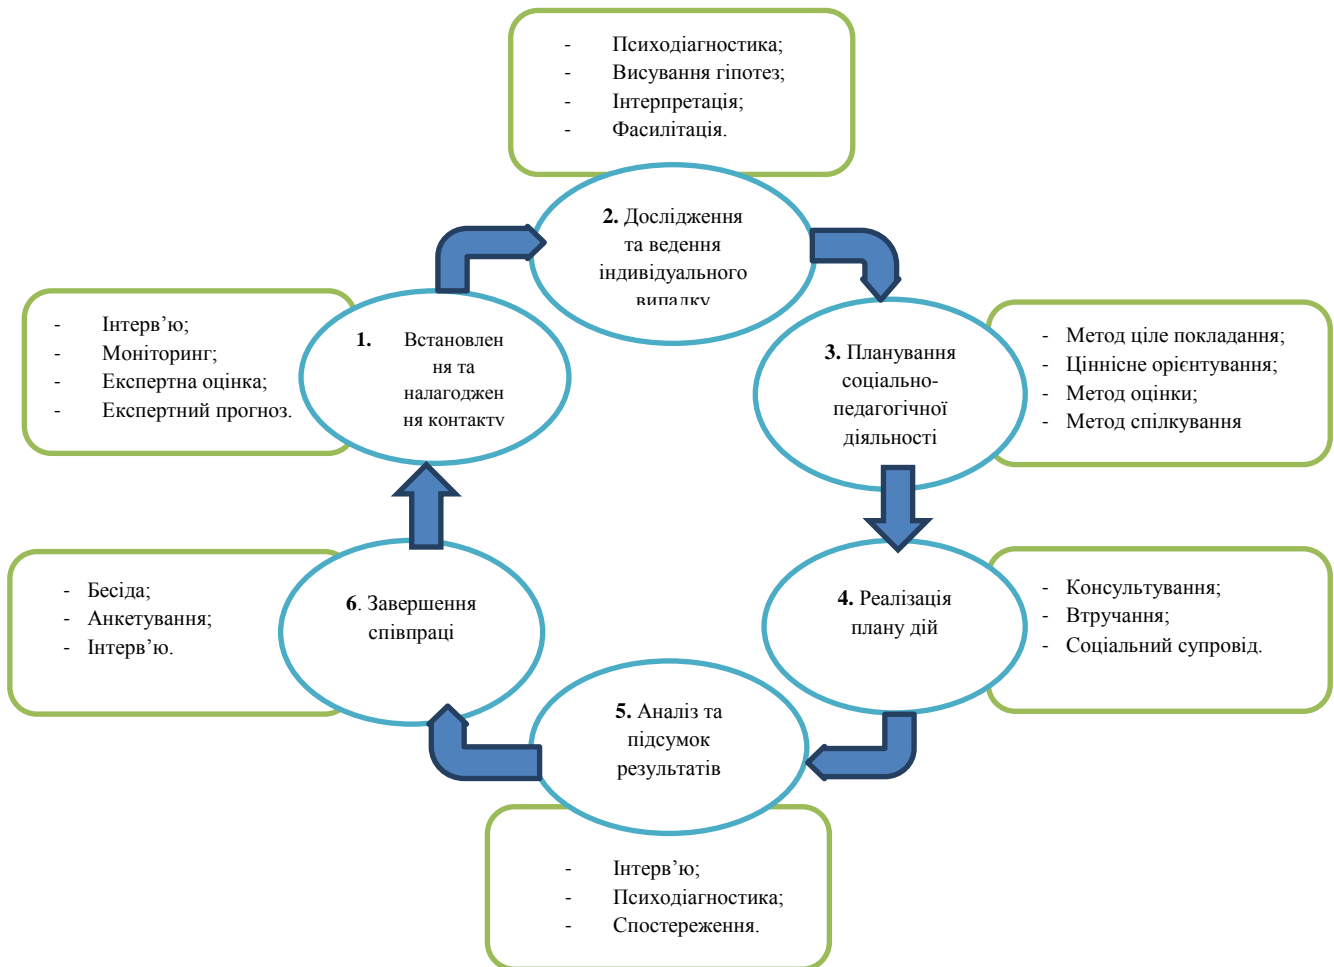 - Психодіагностика;
- Висування гіпотез;
- Інтерпретація;
- Фасилітація.
2. Дослідження
та ведення
індивідуального
випадку
- Інтерв’ю;
- Моніторинг;
- Експертна оцінка;
- Експертний прогноз.
1. Встановлен
ня та
налагоджен
ня контакту
3. Планування
соціально-
педагогічної
діяльності
- Метод ціле покладання;
- Ціннісне орієнтування;
- Метод оцінки;
- Метод спілкування
4. Реалізація
плану дій
- Консультування;
- Втручання;
- Соціальний супровід.
5. Аналіз та
підсумок
результатів
- Інтерв’ю;
- Психодіагностика;
- Спостереження.
6. Завершення
співпраці
- Бесіда;
- Анкетування;
- Інтерв’ю.